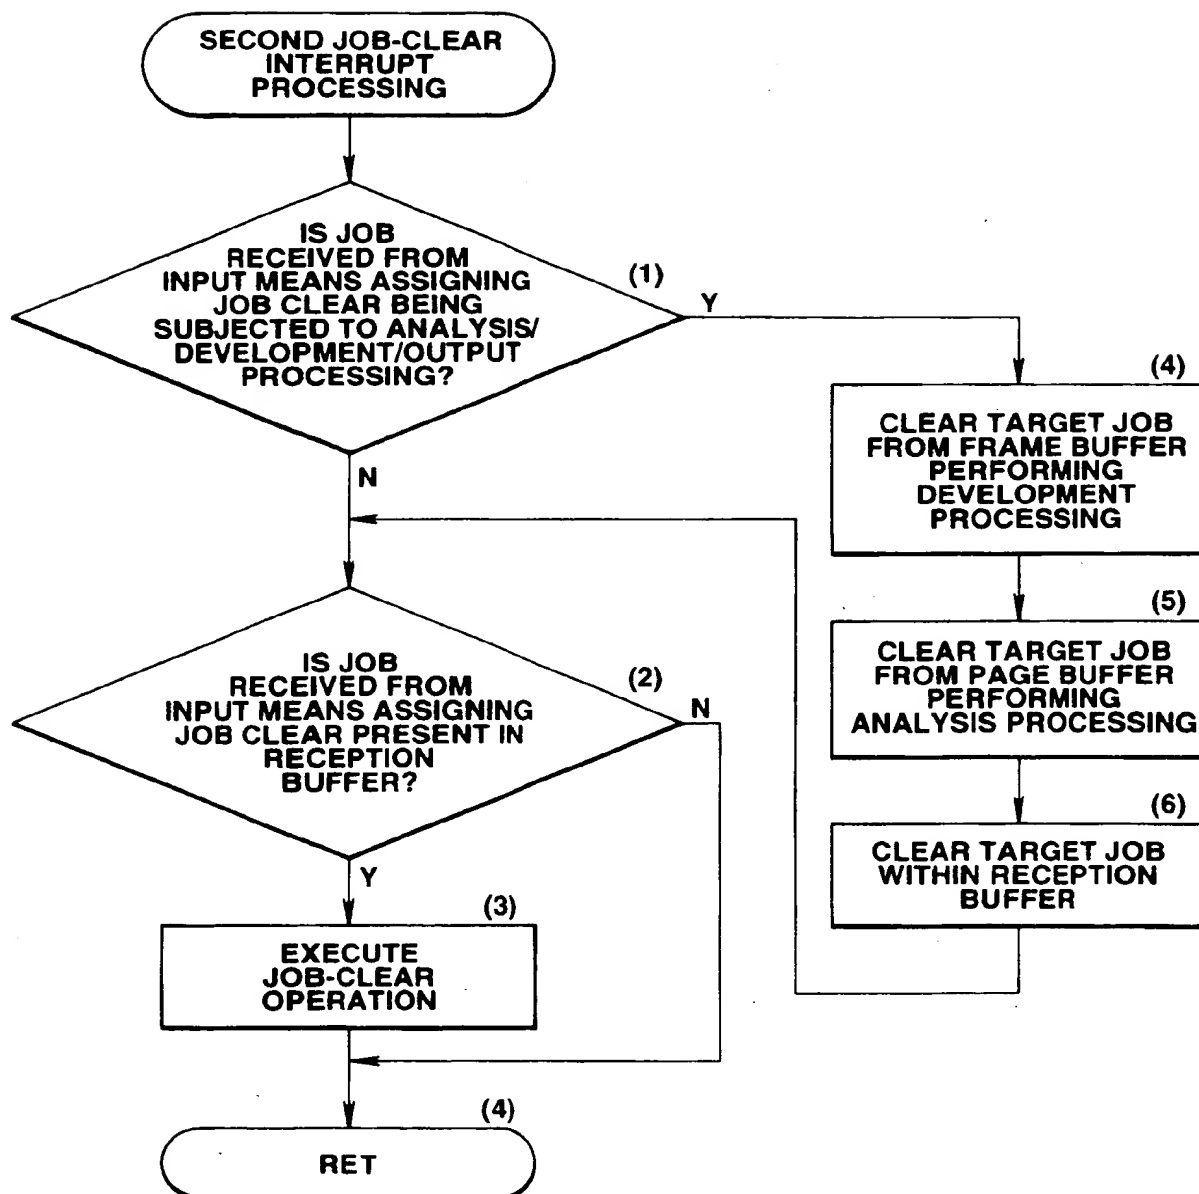 SECOND JOB-CLEAR
INTERRUPT
PROCESSING
IS JOB
RECEIVED FROM
INPUT MEANS ASSIGNING
JOB CLEAR BEING
SUBJECTED TO ANALYSIS/
DEVELOPMENT/OUTPUT
PROCESSING?
(1)
Y
N
(4)
CLEAR TARGET JOB
FROM FRAME BUFFER
PERFORMING
DEVELOPMENT
PROCESSING
(5)
CLEAR TARGET JOB
FROM PAGE BUFFER
PERFORMING
ANALYSIS PROCESSING
(6)
CLEAR TARGET JOB
WITHIN RECEPTION
BUFFER
IS JOB
RECEIVED FROM
INPUT MEANS ASSIGNING
JOB CLEAR PRESENT IN
RECEPTION
BUFFER?
(2)
N
Y
(3)
EXECUTE
JOB-CLEAR
OPERATION
(4)
RET